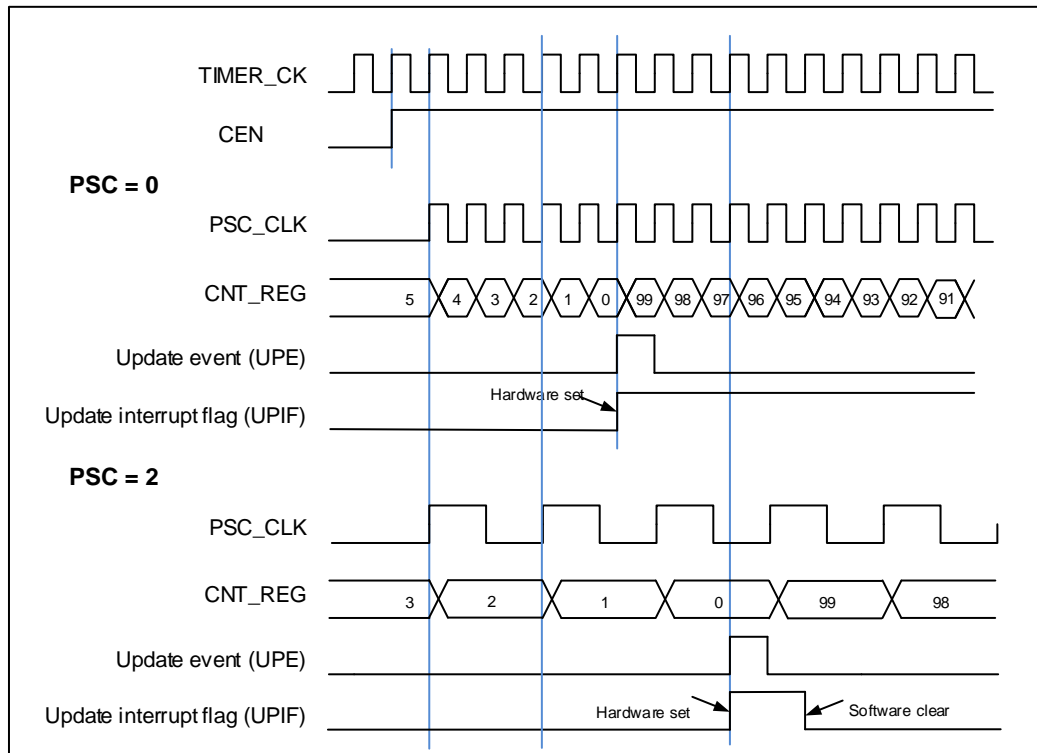 TIMER_CK
CEN
PSC = 0
PSC_CLK
CNT_REG 5 4 3 2 1 0 99 98 97 96 95 94 93 92 91
Update event (UPE)
Hardware set
Update interrupt flag (UPIF)
PSC = 2
PSC_CLK
CNT_REG 3 2 1 0 99 98
Update event (UPE)
Update interrupt flag (UPIF) Hardware set Software clear